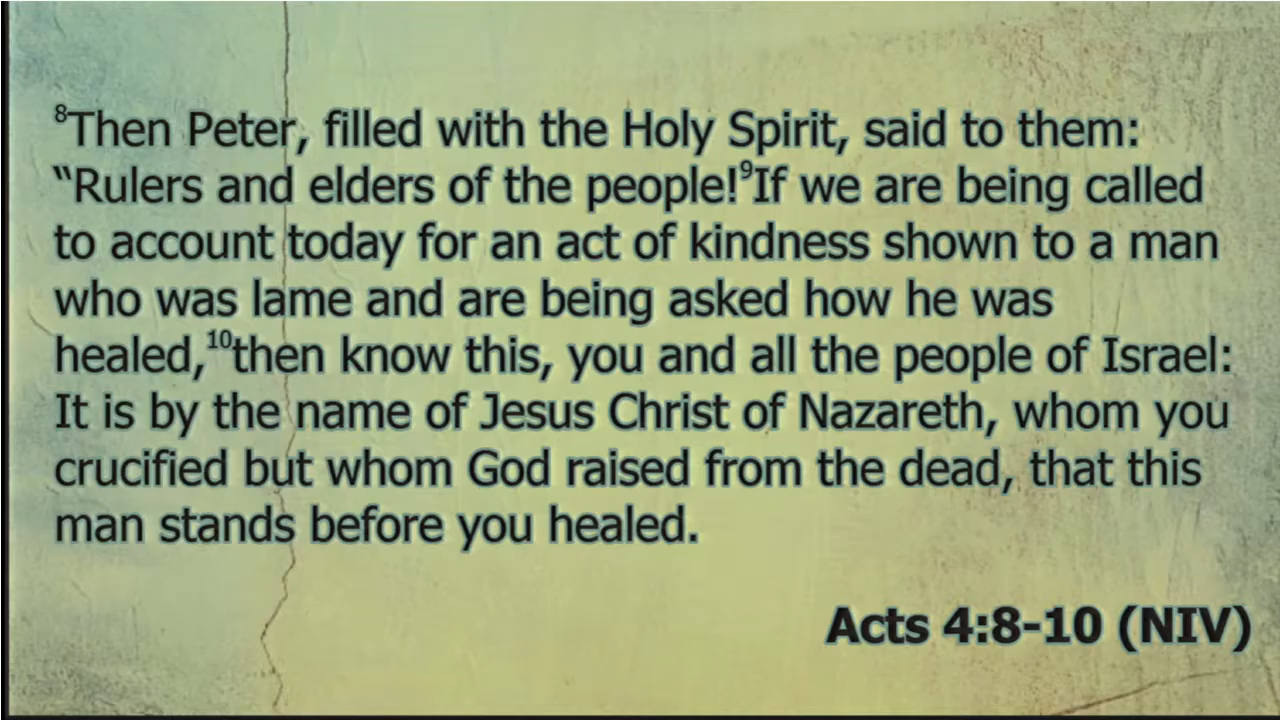 ⁸Then Peter, filled with the Holy Spirit, said to them:
“Rulers and elders of the people!⁹If we are being called
to account today for an act of kindness shown to a man
who was lame and are being asked how he was
healed,¹⁰then know this, you and all the people of Israel:
It is by the name of Jesus Christ of Nazareth, whom you
crucified but whom God raised from the dead, that this
man stands before you healed.
Acts 4:8-10 (NIV)